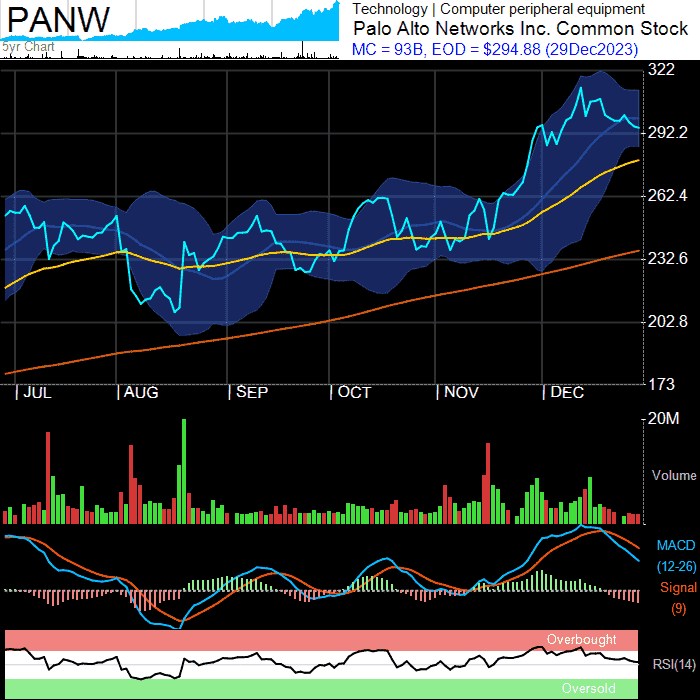 PANW
5yr Chart
Technology | Computer peripheral equipment
Palo Alto Networks Inc. Common Stock
MC = 93B, EOD = $294.88 (29Dec2023)
322
292.2
262.4
232.6
202.8
173
JUL AUG SEP OCT NOV DEC
20M
Volume
MACD
(12-26)
Signal
(9)
Overbought
RSI(14)
Oversold